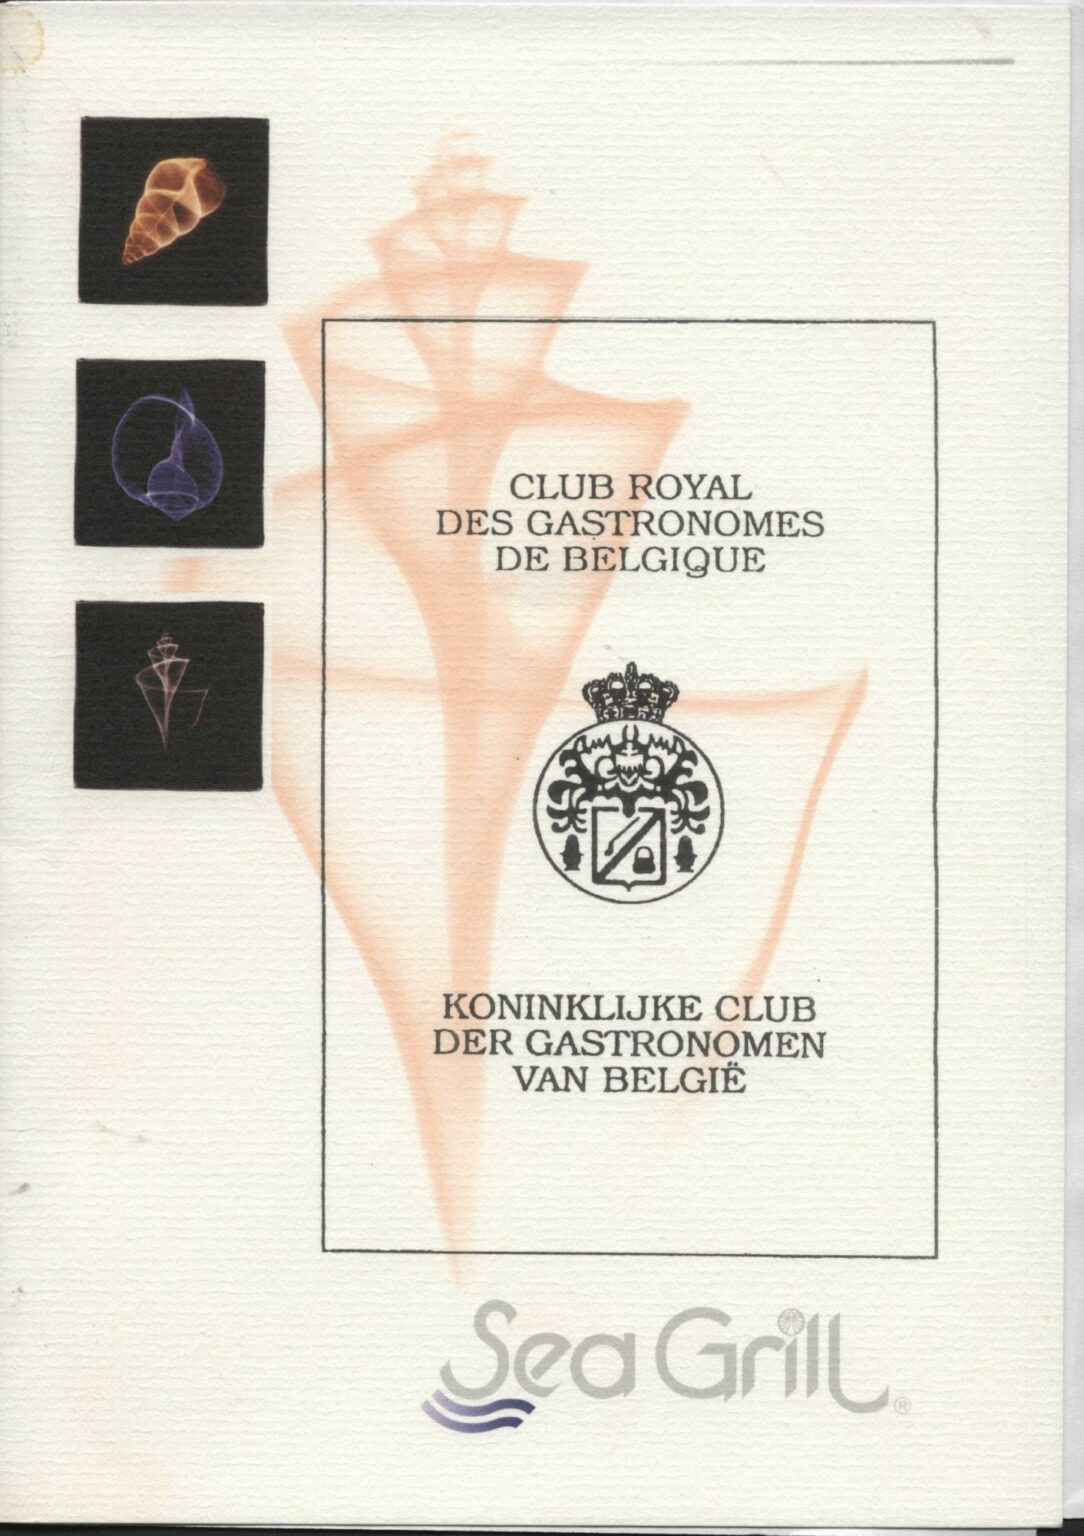 CLUB ROYAL
DES GASTRONOMES
DE BELGIQUE
KONINKLIJKE CLUB
DER GASTRONOMEN
VAN BELGIË
Sea Grill ®